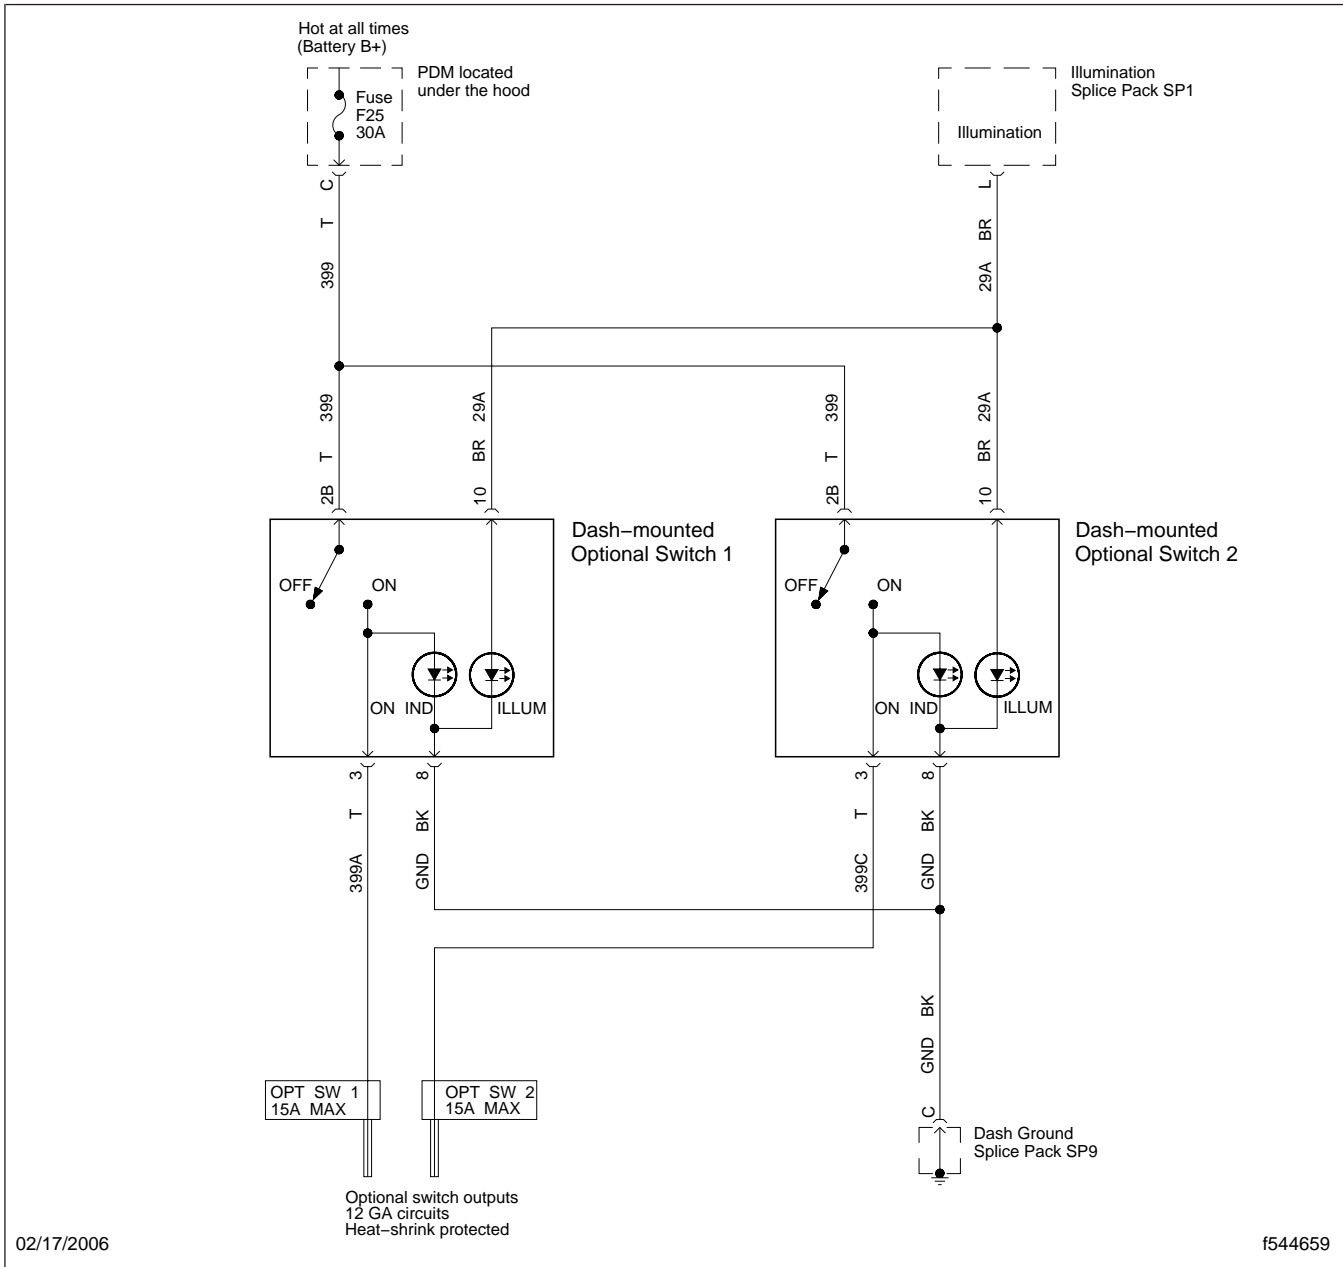 Hot at all times
(Battery B+)
PDM located
under the hood
Fuse
F25
30A
Illumination
Splice Pack SP1
Illumination
C
T
399
L
BR
29A
399
T
2B
29A
BR
10
399
T
2B
29A
BR
10
Dash–mounted
Optional Switch 1
OFF
ON
ON IND
ILLUM
Dash–mounted
Optional Switch 2
OFF
ON
ON IND
ILLUM
3
T
399A
8
BK
GND
3
T
399C
8
BK
GND
BK
GND
C
OPT SW 1
15A MAX
OPT SW 2
15A MAX
Dash Ground
Splice Pack SP9
Optional switch outputs
12 GA circuits
Heat–shrink protected
02/17/2006
f544659